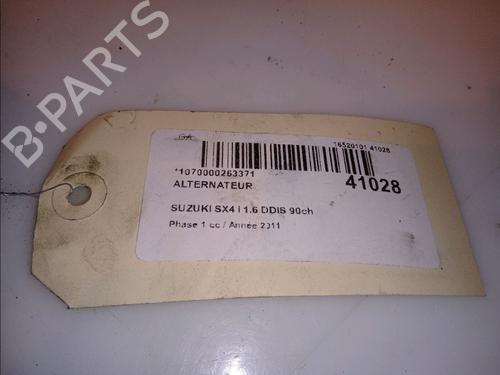 B-PARTS
16520101 41028
*1070000263371
41028
ALTERNATEUR
SUZUKI SX4 I 1.6 DDIS 90ch
Phase 1 cc / Année 2011